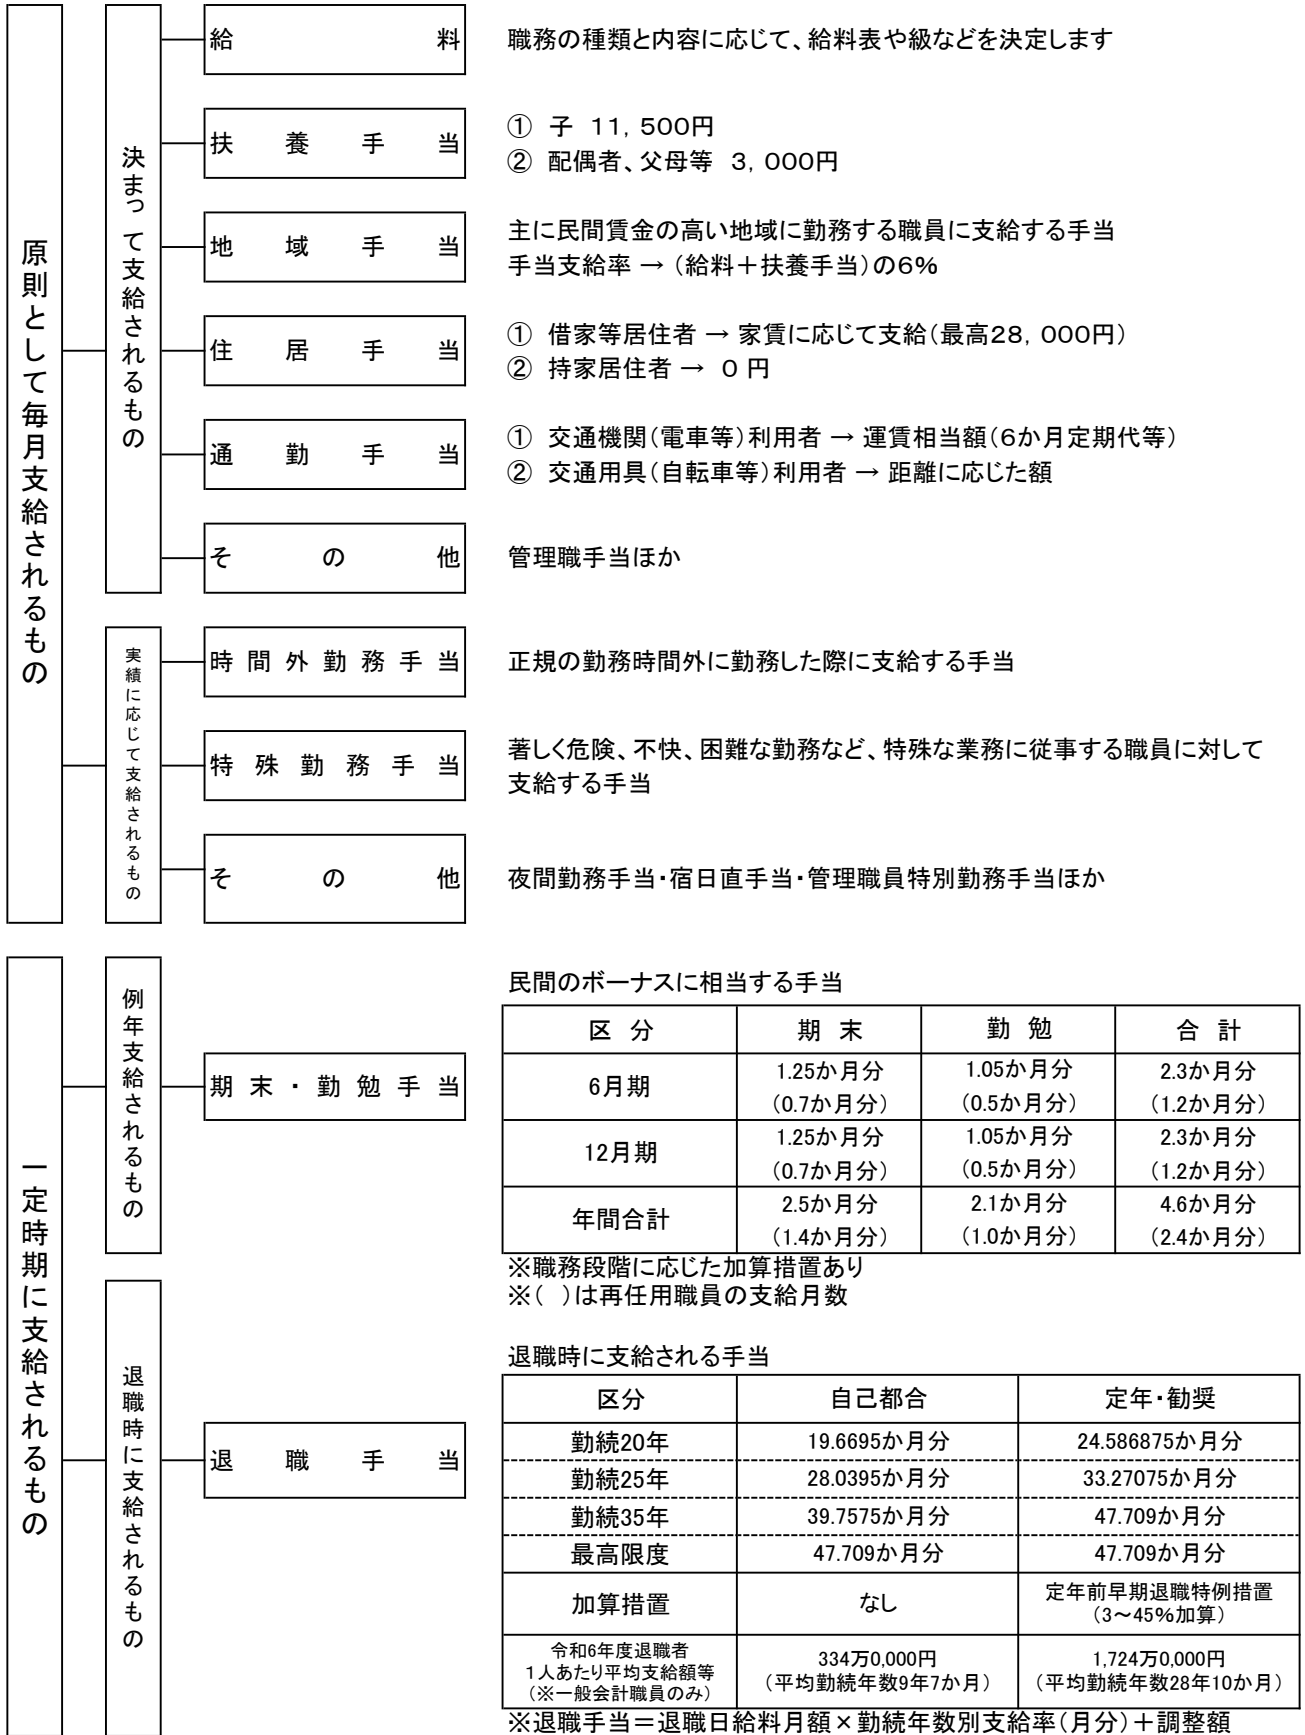 原則として毎月支給されるもの
決まって支給されるもの
給料
職務の種類と内容に応じて、給料表や級などを決定します
扶養手当
① 子 11,500円
② 配偶者、父母等 3,000円
地域手当
主に民間賃金の高い地域に勤務する職員に支給する手当
手当支給率 → (給料+扶養手当)の6%
住居手当
① 借家等居住者 → 家賃に応じて支給(最高28,000円)
② 持家居住者 → 0円
通勤手当
① 交通機関(電車等)利用者 → 運賃相当額(6か月定期代等)
② 交通用具(自転車等)利用者 → 距離に応じた額
その他
管理職手当ほか
実績に応じて支給されるもの
時間外勤務手当
正規の勤務時間外に勤務した際に支給する手当
特殊勤務手当
著しく危険、不快、困難な勤務など、特殊な業務に従事する職員に対して
支給する手当
その他
夜間勤務手当・宿日直手当・管理職員特別勤務手当ほか
一定時期に支給されるもの
例年支給されるもの
期末・勤勉手当
民間のボーナスに相当する手当
区分 期末 勤勉 合計
6月期 1.25か月分 1.05か月分 2.3か月分
(0.7か月分) (0.5か月分) (1.2か月分)
12月期 1.25か月分 1.05か月分 2.3か月分
(0.7か月分) (0.5か月分) (1.2か月分)
年間合計 2.5か月分 2.1か月分 4.6か月分
(1.4か月分) (1.0か月分) (2.4か月分)
※職務段階に応じた加算措置あり
※( )は再任用職員の支給月数
退職時に支給されるもの
退職手当
退職時に支給される手当
区分 自己都合 定年・勧奨
勤続20年 19.6695か月分 24.586875か月分
勤続25年 28.0395か月分 33.27075か月分
勤続35年 39.7575か月分 47.709か月分
最高限度 47.709か月分 47.709か月分
加算措置 なし 定年前早期退職特例措置
(3~45%加算)
令和6年度退職者
1人あたり平均支給額等
(※一般会計職員のみ)
334万0,000円
(平均勤続年数9年7か月)
1,724万0,000円
(平均勤続年数28年10か月)
※退職手当=退職日給料月額×勤続年数別支給率(月分)+調整額